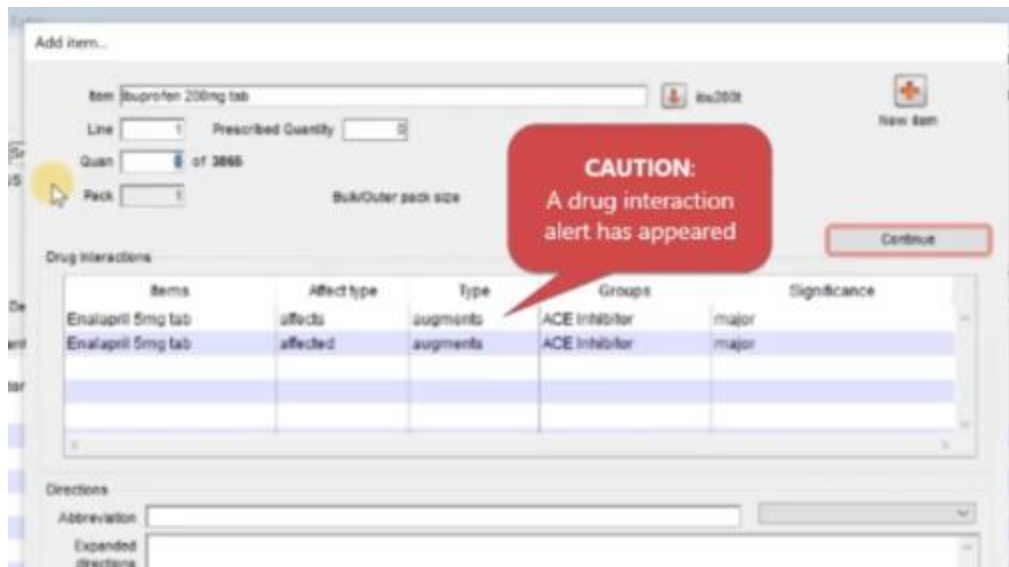 Add item...
Item ibuprofen 200mg tab ibu200t
New item
Line 1 Prescribed Quantity 0
Quan of 3865
Pack 1 Bulk/Outer pack size
CAUTION:
A drug interaction
alert has appeared
Continue
Drug Interactions
Items Affect type Type Groups Significance
Enalapril 5mg tab affects augments ACE Inhibitor major
Enalapril 5mg tab affected augments ACE Inhibitor major
Directions
Abbreviation
Expanded
directions